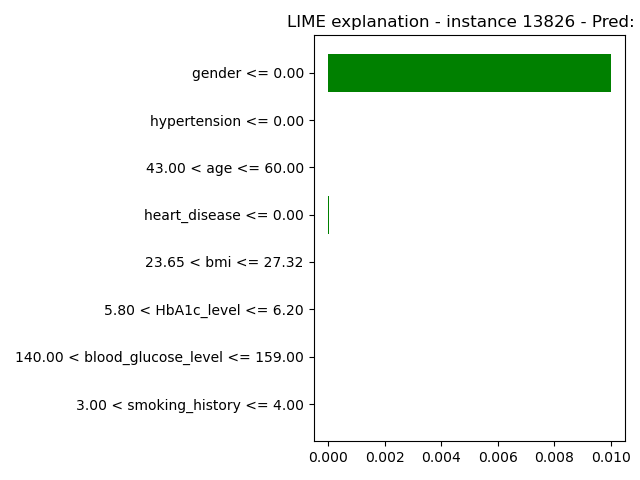 LIME explanation - instance 13826 - Pred:
gender <= 0.00
hypertension <= 0.00
43.00 < age <= 60.00
heart_disease <= 0.00
23.65 < bmi <= 27.32
5.80 < HbA1c_level <= 6.20
140.00 < blood_glucose_level <= 159.00
3.00 < smoking_history <= 4.00
0.000 0.002 0.004 0.006 0.008 0.010